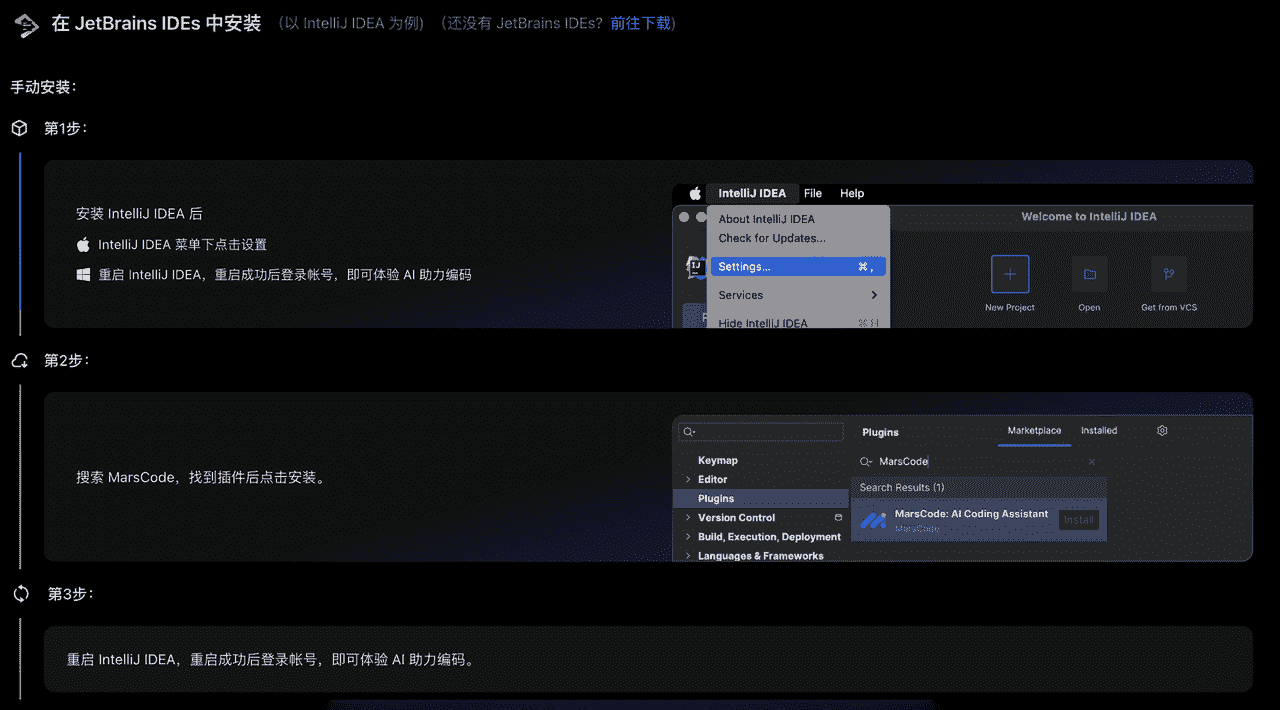 在 JetBrains IDEs 中安装 （以 IntelliJ IDEA 为例）（还没有 JetBrains IDEs？前往下载）
手动安装：
第1步：
安装 IntelliJ IDEA 后
IntelliJ IDEA 菜单下点击设置
重启 IntelliJ IDEA，重启成功后登录帐号，即可体验 AI 助力编码
IntelliJ IDEA File Help
About IntelliJ IDEA
Check for Updates...
Settings... ⌘ ,
Services
Hide IntelliJ IDEA ⌘ H
Welcome to IntelliJ IDEA
IJ
New Project Open Get from VCS
第2步：
搜索 MarsCode，找到插件后点击安装。
Keymap
Editor
Plugins
Version Control
Build, Execution, Deployment
Languages & Frameworks
Plugins Marketplace Installed
MarsCode
Search Results (1)
MarsCode: AI Coding Assistant
MarsCode
Install
第3步：
重启 IntelliJ IDEA，重启成功后登录帐号，即可体验 AI 助力编码。